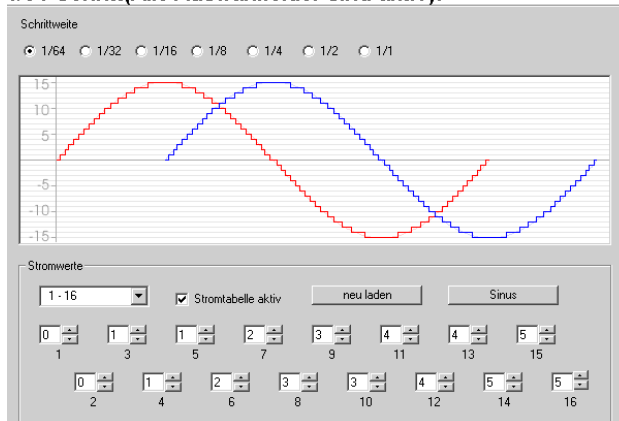 Schrittweite
1/64 1/32 1/16 1/8 1/4 1/2 1/1
15
10
5
-5
-10
-15
Stromwerte
1 - 16 Stromtabelle aktiv neu laden Sinus
0 1 1 2 3 4 4 5
1 3 5 7 9 11 13 15
0 1 2 3 3 4 5 5
2 4 6 8 10 12 14 16